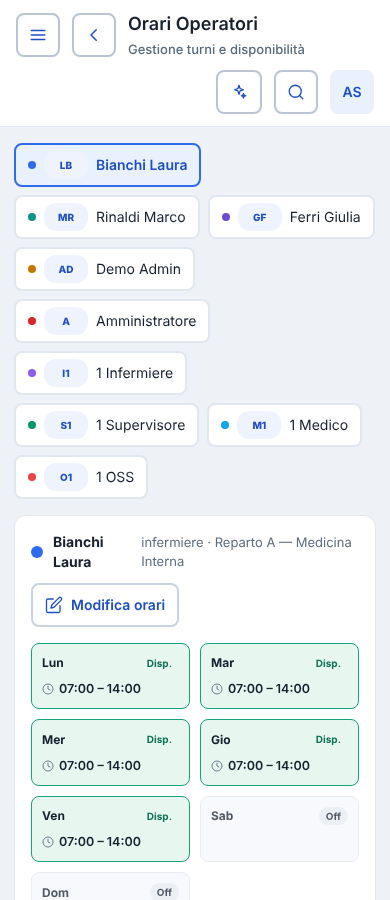 Orari Operatori
Gestione turni e disponibilità
AS
LB Bianchi Laura
MR Rinaldi Marco
GF Ferri Giulia
AD Demo Admin
A Amministratore
I1 1 Infermiere
S1 1 Supervisore
M1 1 Medico
O1 1 OSS
Bianchi
Laura
infermiere · Reparto A — Medicina
Interna
Modifica orari
Lun Disp.
07:00 – 14:00
Mar Disp.
07:00 – 14:00
Mer Disp.
07:00 – 14:00
Gio Disp.
07:00 – 14:00
Ven Disp.
07:00 – 14:00
Sab Off
Dom Off